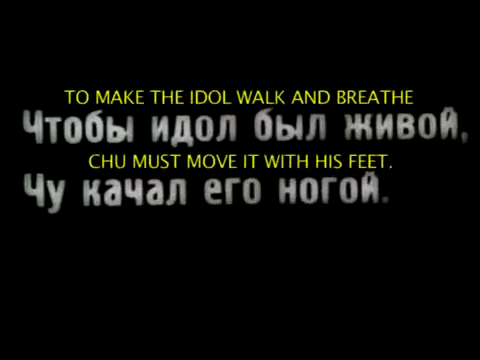 TO MAKE THE IDOL WALK AND BREATHE
Чтобы идол был живой,
CHU MUST MOVE IT WITH HIS FEET.
Чу качал его ногой.